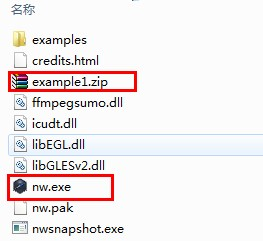 名称
examples
credits.html
example1.zip
ffmpegsumo.dll
icudt.dll
libEGL.dll
libGLESv2.dll
nw.exe
nw.pak
nwsnapshot.exe